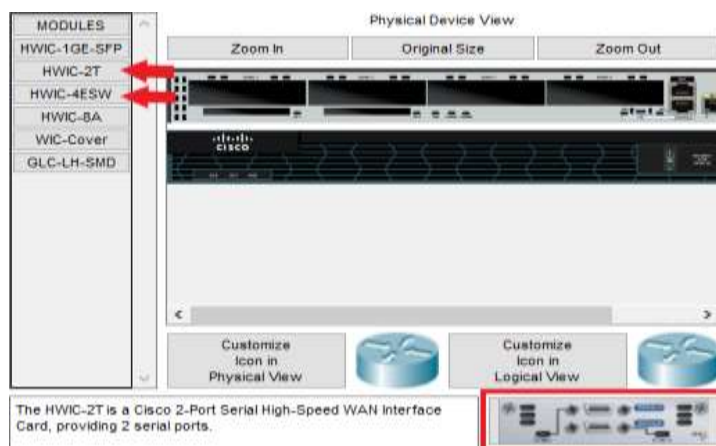 MODULES
HWIC-1GE-SFP
HWIC-2T
HWIC-4ESW
HWIC-8A
WIC-Cover
GLC-LH-SMD
Physical Device View
Zoom In
Original Size
Zoom Out
CISCO
Customize
Icon in
Physical View
Customize
Icon in
Logical View
The HWIC-2T is a Cisco 2-Port Serial High-Speed WAN Interface
Card, providing 2 serial ports.